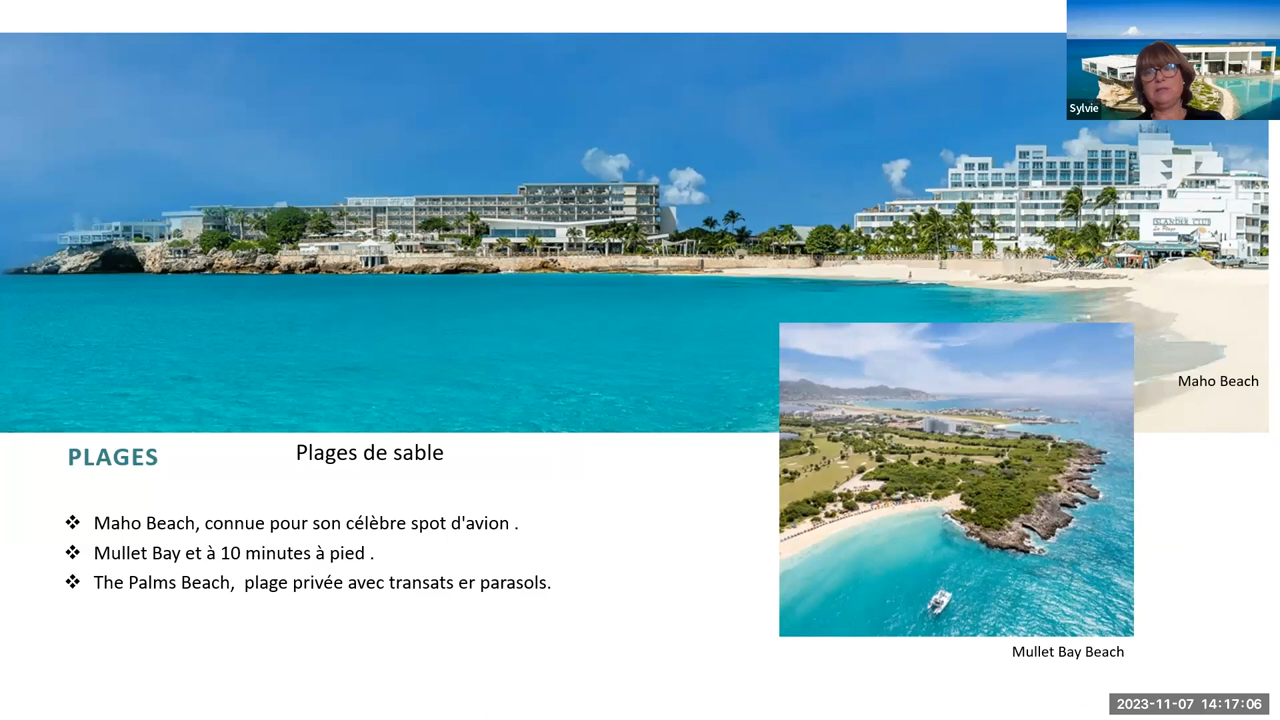 Sylvie
ISLANDER CLUB
Maho Beach
PLAGES
Plages de sable
❖ Maho Beach, connue pour son célèbre spot d'avion .
❖ Mullet Bay et à 10 minutes à pied .
❖ The Palms Beach,  plage privée avec transats er parasols.
Mullet Bay Beach
2023-11-07 14:17:06